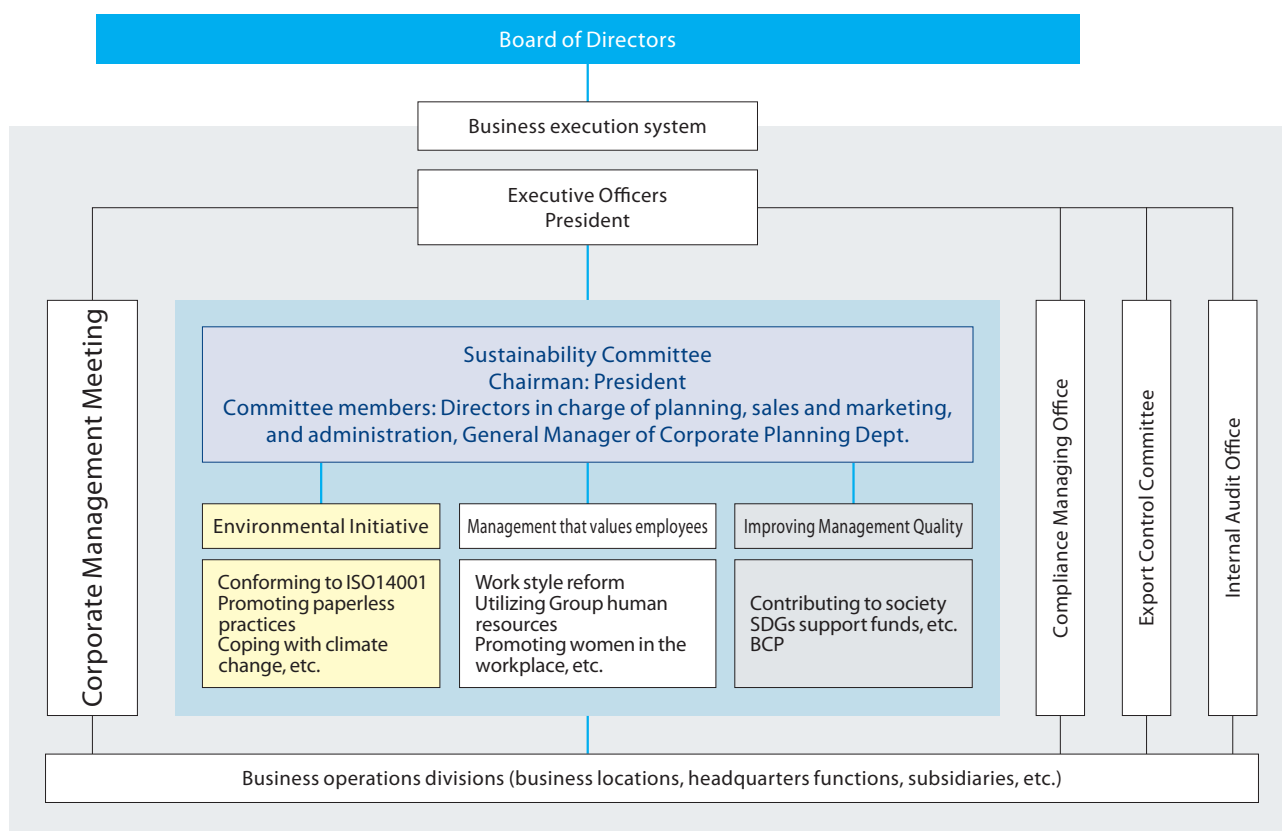 Board of Directors
Business execution system
Executive Officers
President
Corporate Management Meeting
Sustainability Committee
Chairman: President
Committee members: Directors in charge of planning, sales and marketing,
and administration, General Manager of Corporate Planning Dept.
Environmental Initiative
Conforming to ISO14001
Promoting paperless
practices
Coping with climate
change, etc.
Management that values employees
Work style reform
Utilizing Group human
resources
Promoting women in the
workplace, etc.
Improving Management Quality
Contributing to society
SDGs support funds, etc.
BCP
Compliance Managing Office
Export Control Committee
Internal Audit Office
Business operations divisions (business locations, headquarters functions, subsidiaries, etc.)